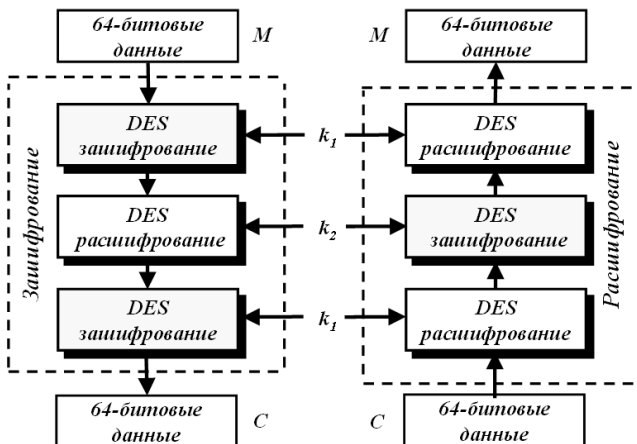 64-битовые
данные
M
Зашифрование
DES
зашифрование
DES
расшифрование
DES
зашифрование
64-битовые
данные
C
k1
k2
k1
M
64-битовые
данные
DES
расшифрование
DES
зашифрование
DES
расшифрование
Расшифрование
C
64-битовые
данные